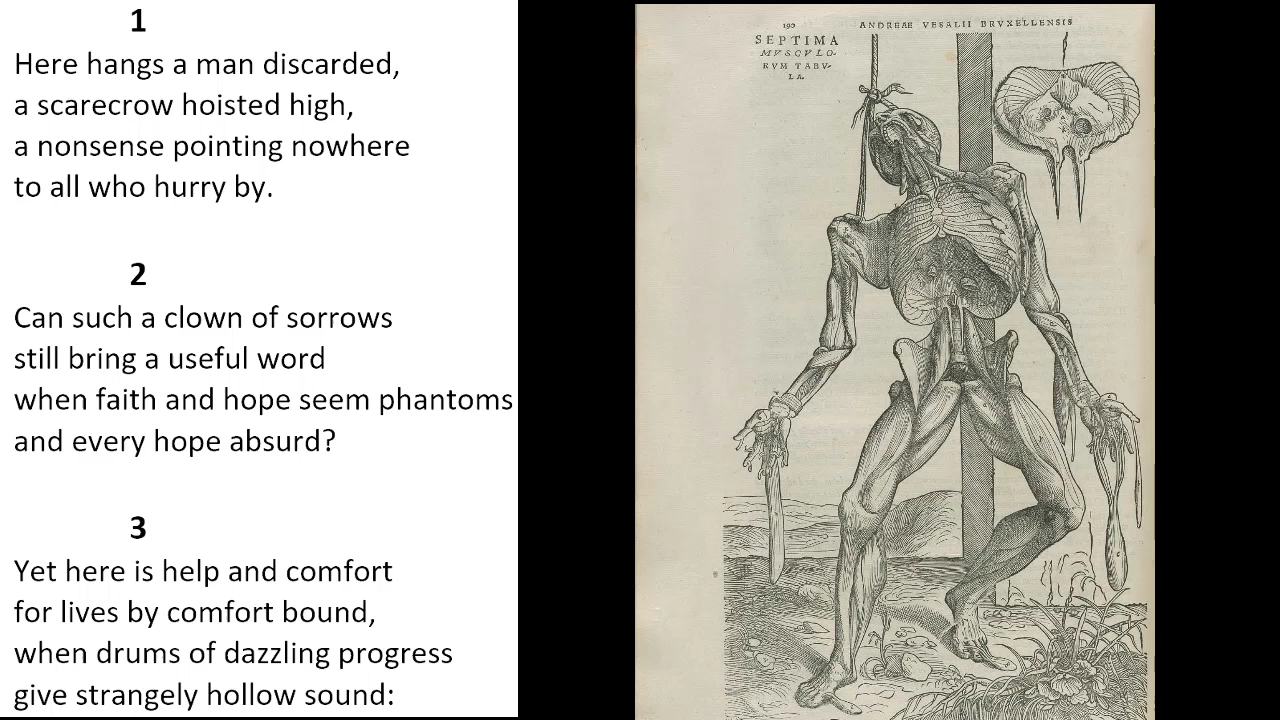 1
Here hangs a man discarded,
a scarecrow hoisted high,
a nonsense pointing nowhere
to all who hurry by.
2
Can such a clown of sorrows
still bring a useful word
when faith and hope seem phantoms
and every hope absurd?
3
Yet here is help and comfort
for lives by comfort bound,
when drums of dazzling progress
give strangely hollow sound:
190 ANDREAE VESALII BRVXELLENSIS
SEPTIMA
MVSCVLO-
RVM TABV-
LA.